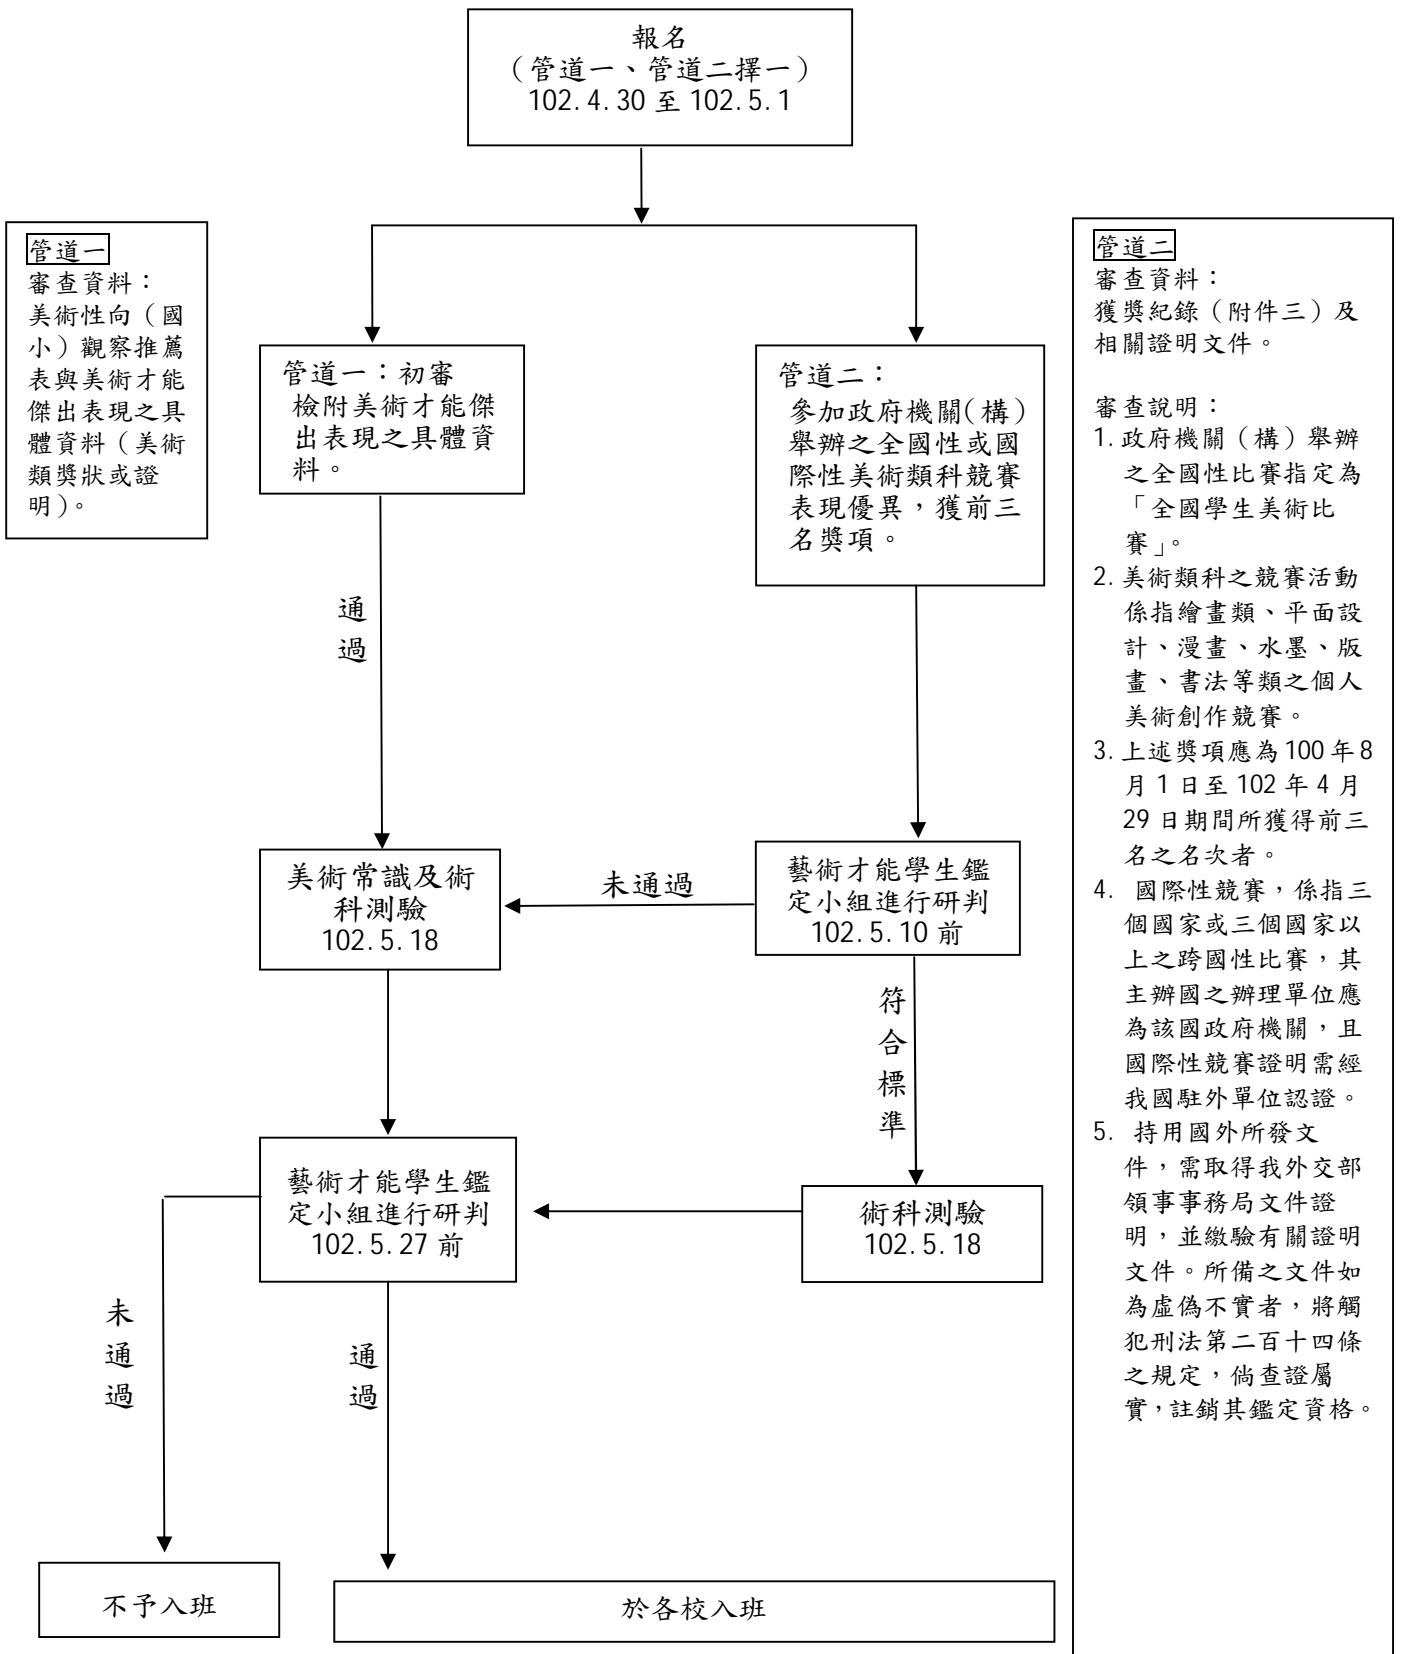 報名
（管道一、管道二擇一）
102.4.30 至 102.5.1
管道一
審查資料：
美術性向（國
小）觀察推薦
表與美術才能
傑出表現之具
體資料（美術
類獎狀或證
明）。
管道一：初審
檢附美術才能傑
出表現之具體資
料。
管道二：
參加政府機關(構)
舉辦之全國性或國
際性美術類科競賽
表現優異，獲前三
名獎項。
通
過
美術常識及術
科測驗
102.5.18
未通過
藝術才能學生鑑
定小組進行研判
102.5.10 前
符
合
標
準
藝術才能學生鑑
定小組進行研判
102.5.27 前
術科測驗
102.5.18
未
通
過
通
過
不予入班
於各校入班
管道二
審查資料：
獲獎紀錄（附件三）及
相關證明文件。
審查說明：
1.政府機關（構）舉辦
之全國性比賽指定為
「全國學生美術比
賽」。
2.美術類科之競賽活動
係指繪畫類、平面設
計、漫畫、水墨、版
畫、書法等類之個人
美術創作競賽。
3.上述獎項應為100年8
月1日至102年4月
29日期間所獲得前三
名之名次者。
4. 國際性競賽，係指三
個國家或三個國家以
上之跨國性比賽，其
主辦國之辦理單位應
為該國政府機關，且
國際性競賽證明需經
我國駐外單位認證。
5. 持用國外所發文
件，需取得我外交部
領事事務局文件證
明，並繳驗有關證明
文件。所備之文件如
為虛偽不實者，將觸
犯刑法第二百十四條
之規定，倘查證屬
實，註銷其鑑定資格。